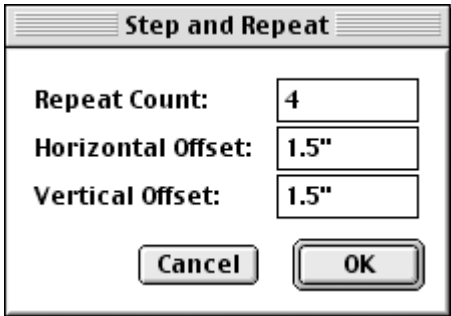 Step and Repeat
Repeat Count: 4
Horizontal Offset: 1.5"
Vertical Offset: 1.5"
Cancel OK